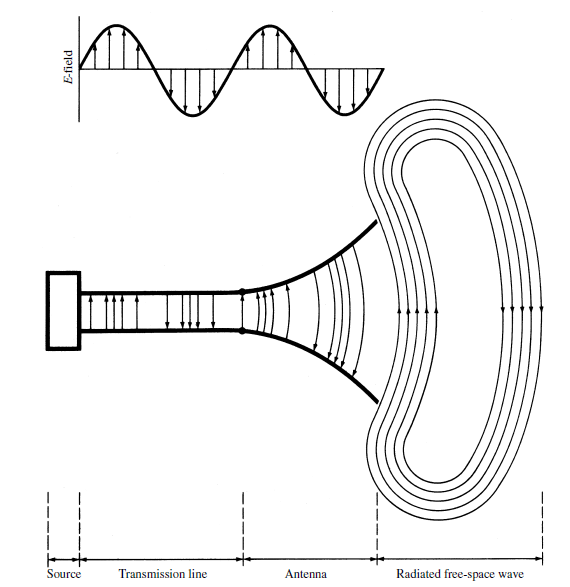 E-field
Source
Transmission line
Antenna
Radiated free-space wave